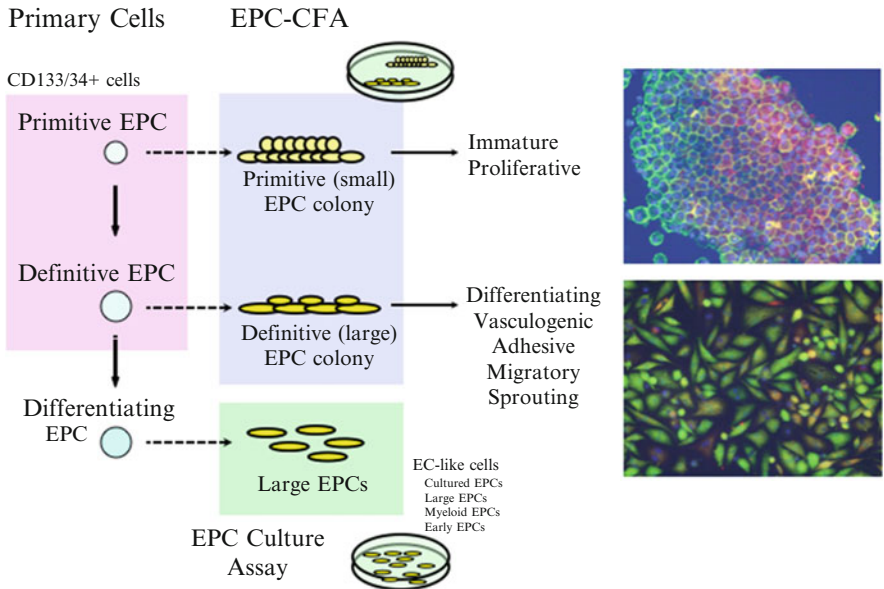 Primary Cells
EPC-CFA
CD133/34+ cells
Primitive EPC
Primitive (small)
EPC colony
Immature
Proliferative
Definitive EPC
Definitive (large)
EPC colony
Differentiating
Vasculogenic
Adhesive
Migratory
Sprouting
Differentiating
EPC
Large EPCs
EC-like cells
Cultured EPCs
Large EPCs
Myeloid EPCs
Early EPCs
EPC Culture
Assay